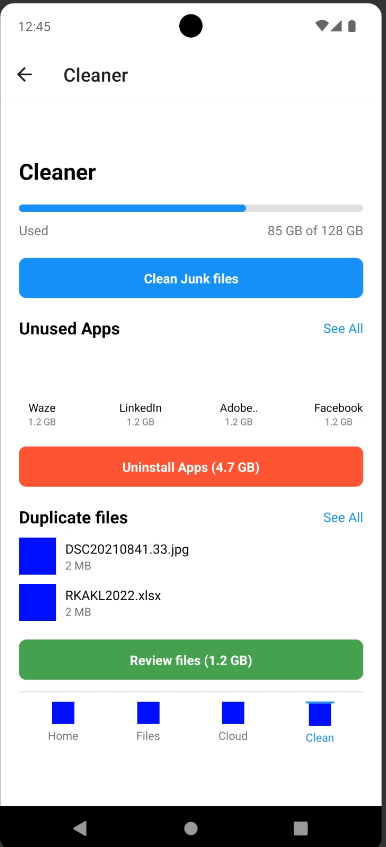 12:45
Cleaner
Cleaner
Used 85 GB of 128 GB
Clean Junk files
Unused Apps See All
Waze LinkedIn Adobe.. Facebook
1.2 GB 1.2 GB 1.2 GB 1.2 GB
Uninstall Apps (4.7 GB)
Duplicate files See All
DSC20210841.33.jpg
2 MB
RKAKL2022.xlsx
2 MB
Review files (1.2 GB)
Home Files Cloud Clean